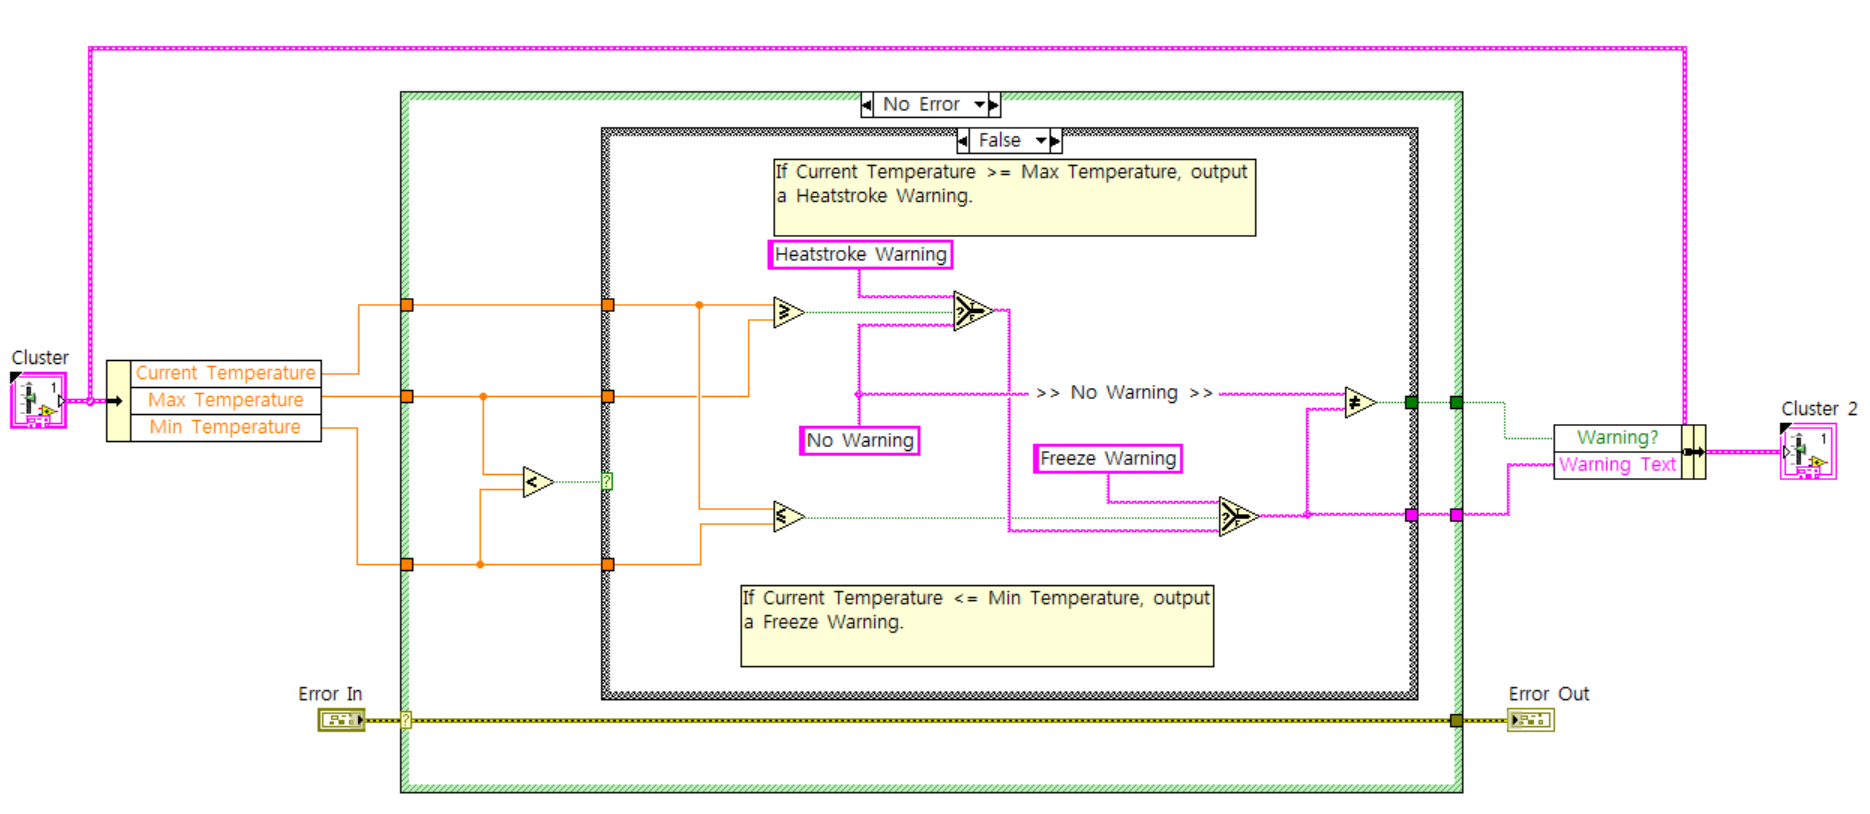 No Error
False
If Current Temperature >= Max Temperature, output
a Heatstroke Warning.
Heatstroke Warning
Cluster
1
Current Temperature
Max Temperature
Min Temperature
>> No Warning >>
No Warning
Freeze Warning
Cluster 2
1
Warning?
Warning Text
If Current Temperature <= Min Temperature, output
a Freeze Warning.
Error In
Error Out